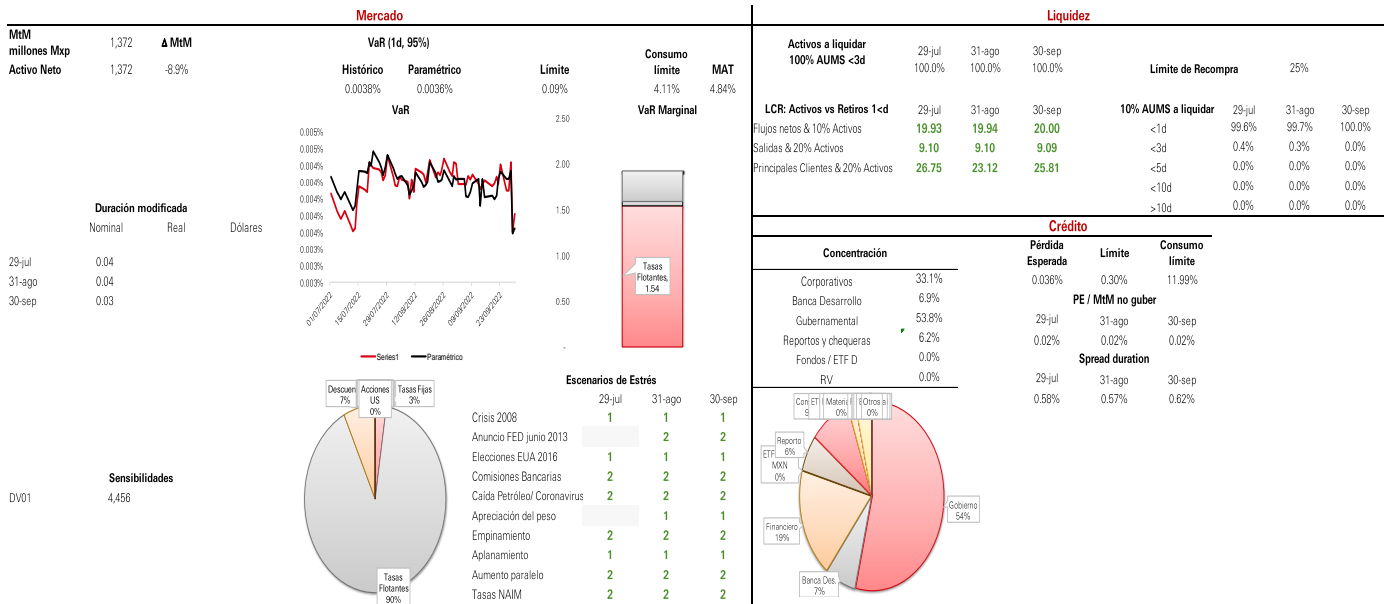 Mercado
MtM
millones Mxp 1,372 Δ MtM
Activo Neto 1,372 -8.9%
VaR (1d, 95%)
Histórico Paramétrico Límite Consumo límite MAT
0.0038% 0.0036% 0.09% 4.11% 4.84%
VaR
0.005%
0.005%
0.004%
0.004%
0.004%
0.004%
0.004%
0.003%
0.003%
01/07/2022 15/07/2022 29/07/2022 12/08/2022 26/08/2022 09/09/2022 23/09/2022
Series1 Paramétrico
VaR Marginal
2.50
2.00
1.50
1.00
0.50
-
Tasas
Flotantes,
1.54
Duración modificada
Nominal Real Dólares
29-jul 0.04
31-ago 0.04
30-sep 0.03
Sensibilidades
DV01 4,456
Descuen
7%
Acciones
US
0%
Tasas Fijas
3%
Tasas
Flotantes
90%
Escenarios de Estrés
29-jul 31-ago 30-sep
Crisis 2008 1 1 1
Anuncio FED junio 2013 2 2
Elecciones EUA 2016 1 1 1
Comisiones Bancarias 2 2 2
Caída Petróleo/ Coronavirus 2 2 2
Apreciación del peso 1 1
Empinamiento 2 2 2
Aplanamiento 1 1 1
Aumento paralelo 2 2 2
Tasas NAIM 2 2 2
Liquidez
Activos a liquidar
100% AUMS <3d
29-jul 31-ago 30-sep
100.0% 100.0% 100.0%
Límite de Recompra 25%
LCR: Activos vs Retiros 1<d 29-jul 31-ago 30-sep
Flujos netos & 10% Activos 19.93 19.94 20.00
Salidas & 20% Activos 9.10 9.10 9.09
Principales Clientes & 20% Activos 26.75 23.12 25.81
10% AUMS a liquidar 29-jul 31-ago 30-sep
<1d 99.6% 99.7% 100.0%
<3d 0.4% 0.3% 0.0%
<5d 0.0% 0.0% 0.0%
<10d 0.0% 0.0% 0.0%
>10d 0.0% 0.0% 0.0%
Crédito
Concentración
Corporativos 33.1%
Banca Desarrollo 6.9%
Gubernamental 53.8%
Reportos y chequeras 6.2%
Fondos / ETF D 0.0%
RV 0.0%
Pérdida Esperada Límite Consumo límite
0.036% 0.30% 11.99%
PE / MtM no guber
29-jul 31-ago 30-sep
0.02% 0.02% 0.02%
Spread duration
29-jul 31-ago 30-sep
0.58% 0.57% 0.62%
Con
9
ET
Materi
0%
Otros
0%
Reporto
6%
ETF
MXN
0%
Financiero
19%
Banca Des.
7%
Gobierno
54%